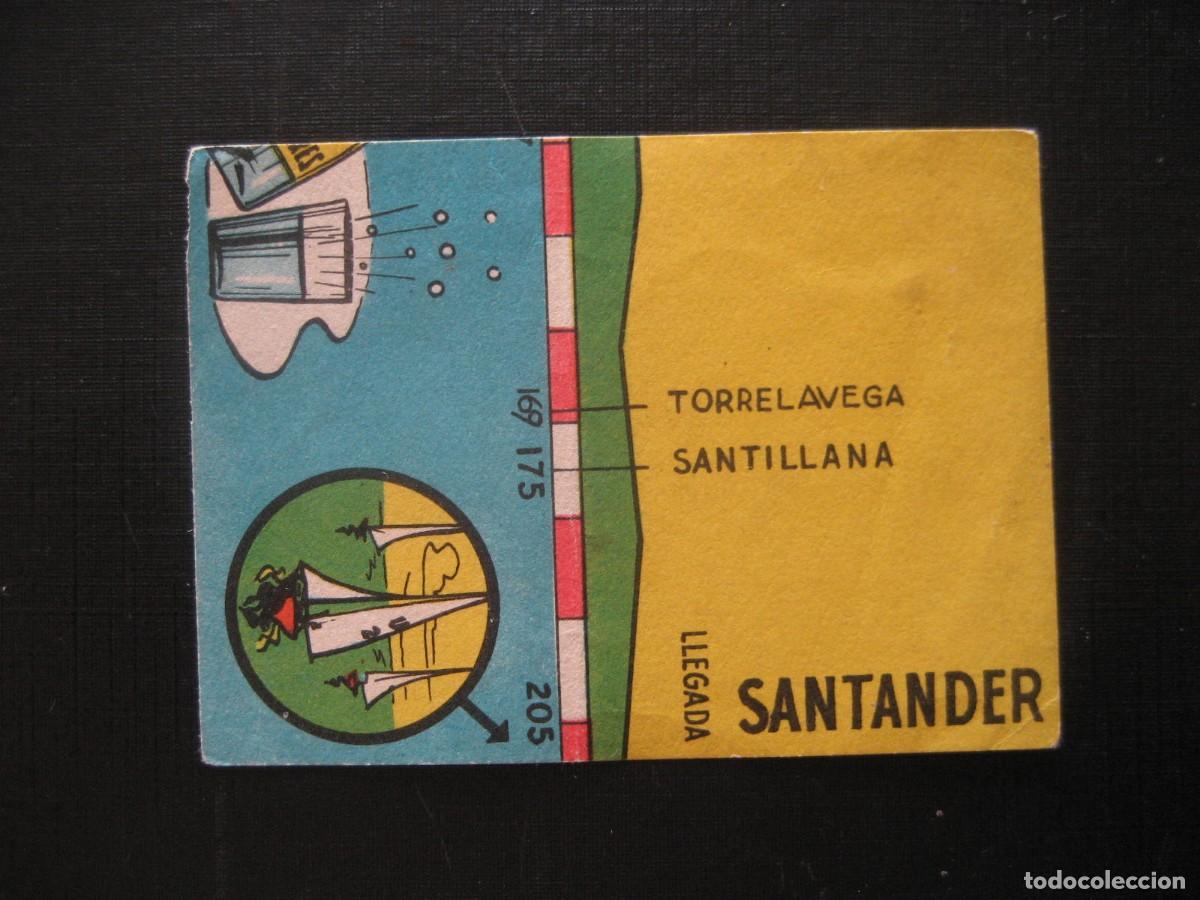 169
175
205
TORRELAVEGA
SANTILLANA
LLEGADA
SANTANDER
todocoleccion